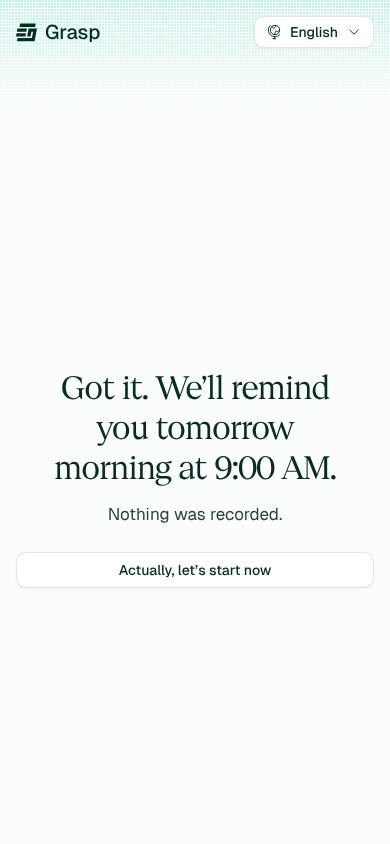 Grasp
English
Got it. We’ll remind
you tomorrow
morning at 9:00 AM.
Nothing was recorded.
Actually, let’s start now